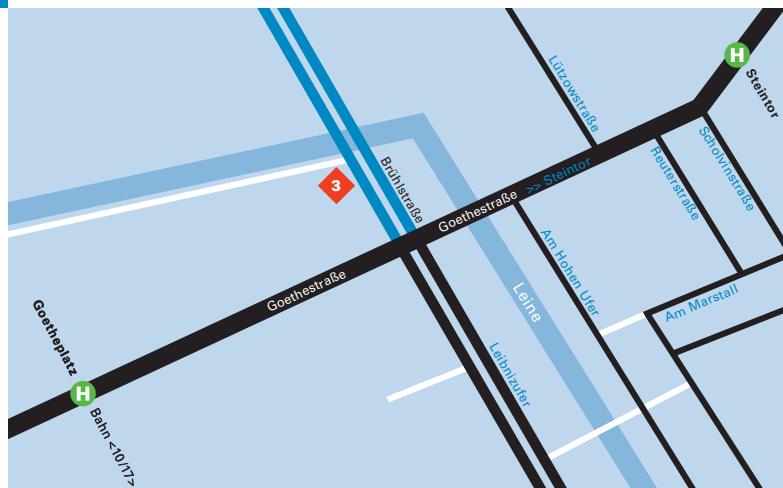 H
Steintor
Lützowstraße
Scholvinstraße
Reuterstraße
>> Steintor
Brühlstraße
3
Goethestraße
Goethestraße
Am Hohen Ufer
Leine
Am Marstall
Leibnizufer
Goetheplatz
H
Bahn <10/17>